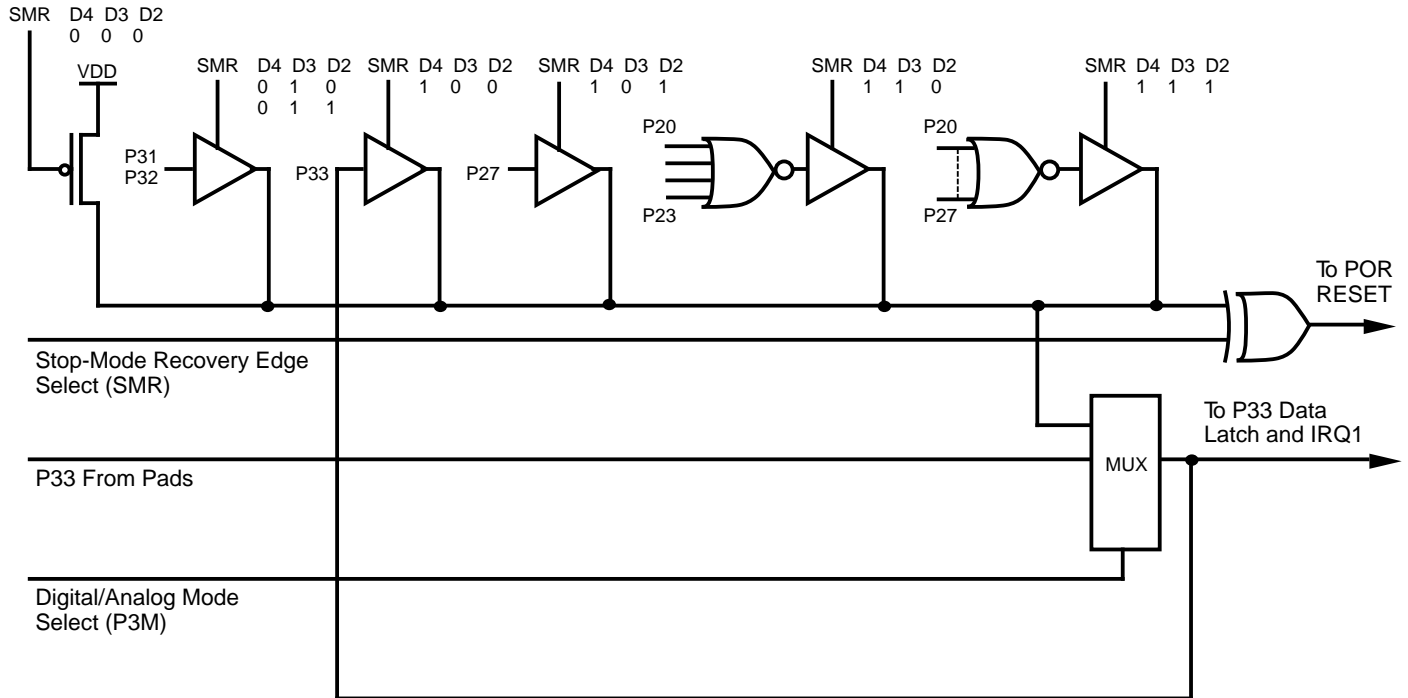 SMR D4 D3 D2
0 0 0
VDD
SMR D4 D3 D2
0 1 0
0 1 1
SMR D4 D3 D2
1 0 0
SMR D4 D3 D2
1 0 1
SMR D4 D3 D2
1 1 0
SMR D4 D3 D2
1 1 1
P31
P32
P33
P27
P20
P23
P20
P27
To POR
RESET
Stop-Mode Recovery Edge
Select (SMR)
To P33 Data
Latch and IRQ1
MUX
P33 From Pads
Digital/Analog Mode
Select (P3M)